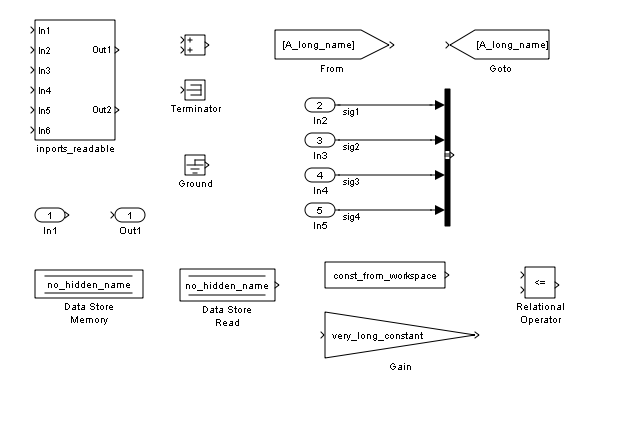 In1
In2
In3
In4
In5
In6
Out1
Out2
inports_readable
+
+
Terminator
Ground
[A_long_name]
From
[A_long_name]
Goto
2
In2
sig1
3
In3
sig2
4
In4
sig3
5
In5
sig4
1
In1
1
Out1
no_hidden_name
Data Store
Memory
no_hidden_name
Data Store
Read
const_from_workspace
very_long_constant
Gain
<=
Relational
Operator